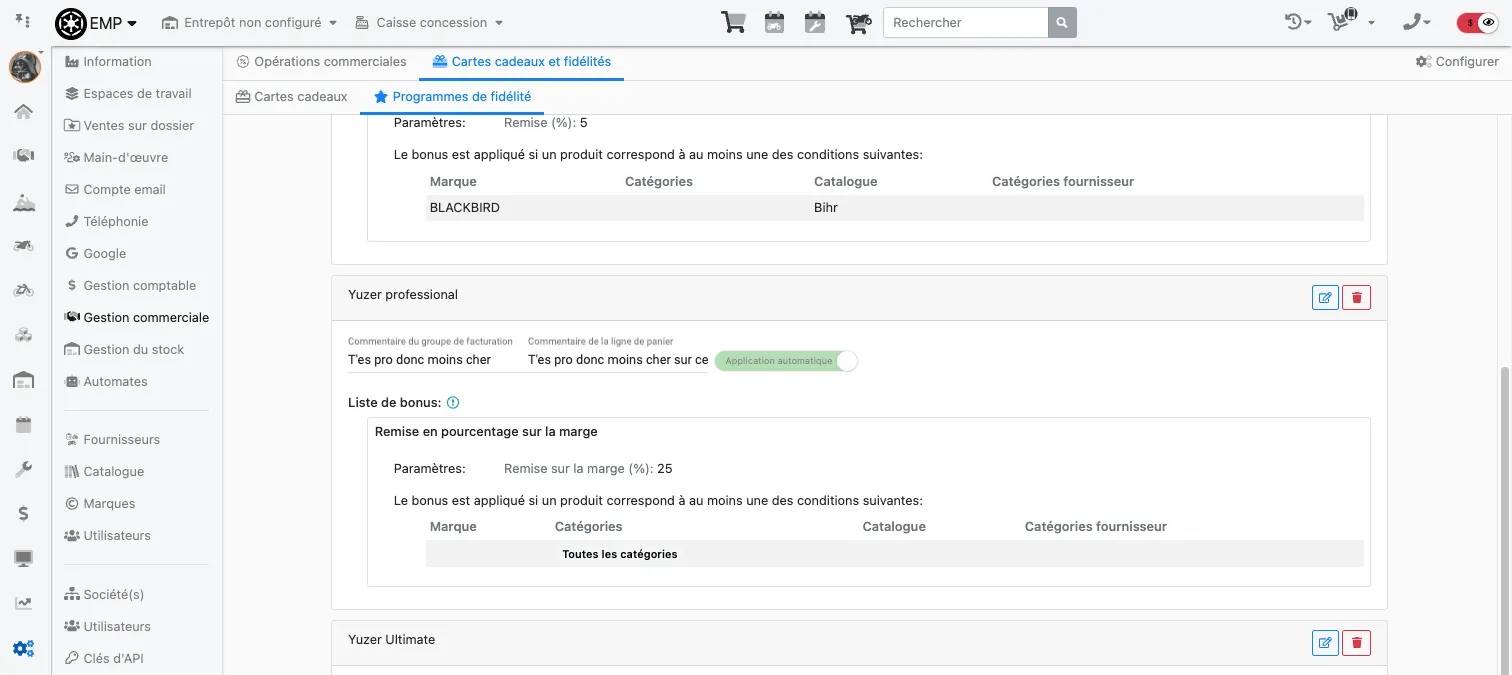 EMP
Entrepôt non configuré
Caisse concession
Rechercher
$
Information
Espaces de travail
Ventes sur dossier
Main-d'œuvre
Compte email
Téléphonie
Google
$ Gestion comptable
Gestion commerciale
Gestion du stock
Automates
Fournisseurs
Catalogue
Marques
Utilisateurs
Société(s)
Utilisateurs
Clés d'API
Opérations commerciales
Cartes cadeaux et fidélités
Configurer
Cartes cadeaux
Programmes de fidélité
Paramètres: Remise (%): 5
Le bonus est appliqué si un produit correspond à au moins une des conditions suivantes:
Marque Catégories Catalogue Catégories fournisseur
BLACKBIRD Bihr
Yuzer professional
Commentaire du groupe de facturation Commentaire de la ligne de panier
T'es pro donc moins cher T'es pro donc moins cher sur ce
Application automatique
Liste de bonus:
Remise en pourcentage sur la marge
Paramètres: Remise sur la marge (%): 25
Le bonus est appliqué si un produit correspond à au moins une des conditions suivantes:
Marque Catégories Catalogue Catégories fournisseur
Toutes les catégories
Yuzer Ultimate